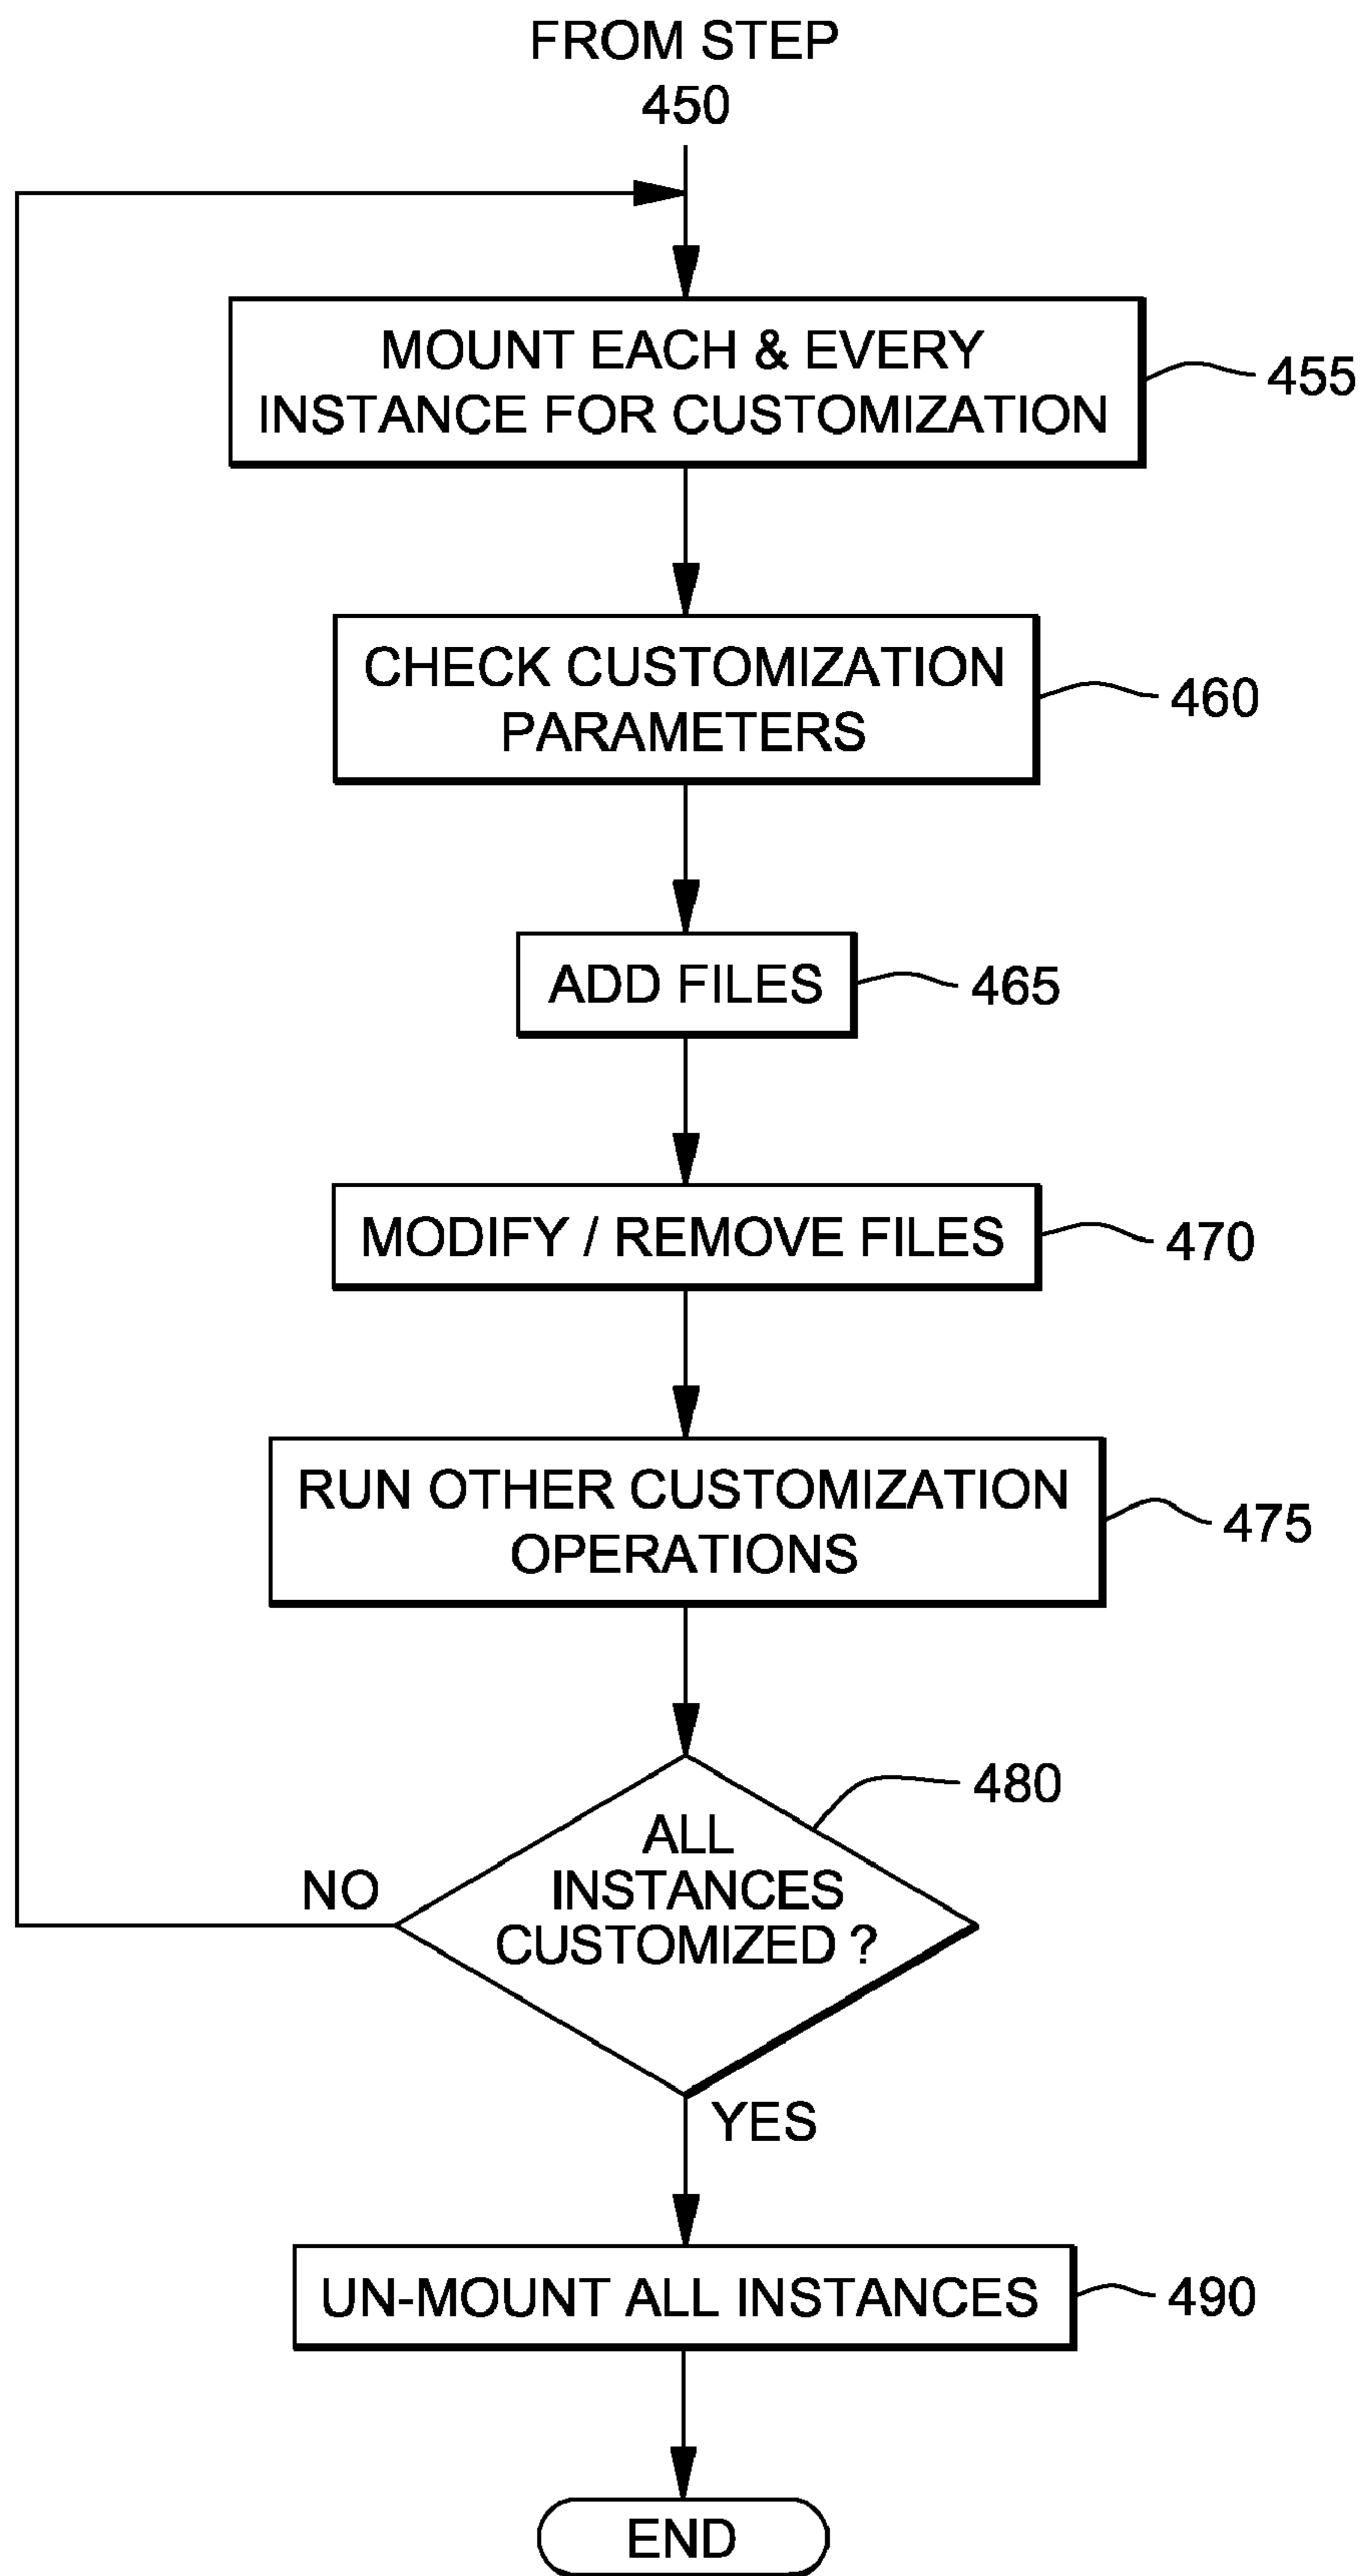 FROM STEP
450
MOUNT EACH & EVERY
INSTANCE FOR CUSTOMIZATION
455
CHECK CUSTOMIZATION
PARAMETERS
460
ADD FILES
465
MODIFY / REMOVE FILES
470
RUN OTHER CUSTOMIZATION
OPERATIONS
475
480
ALL
INSTANCES
CUSTOMIZED ?
NO
YES
UN-MOUNT ALL INSTANCES
490
END